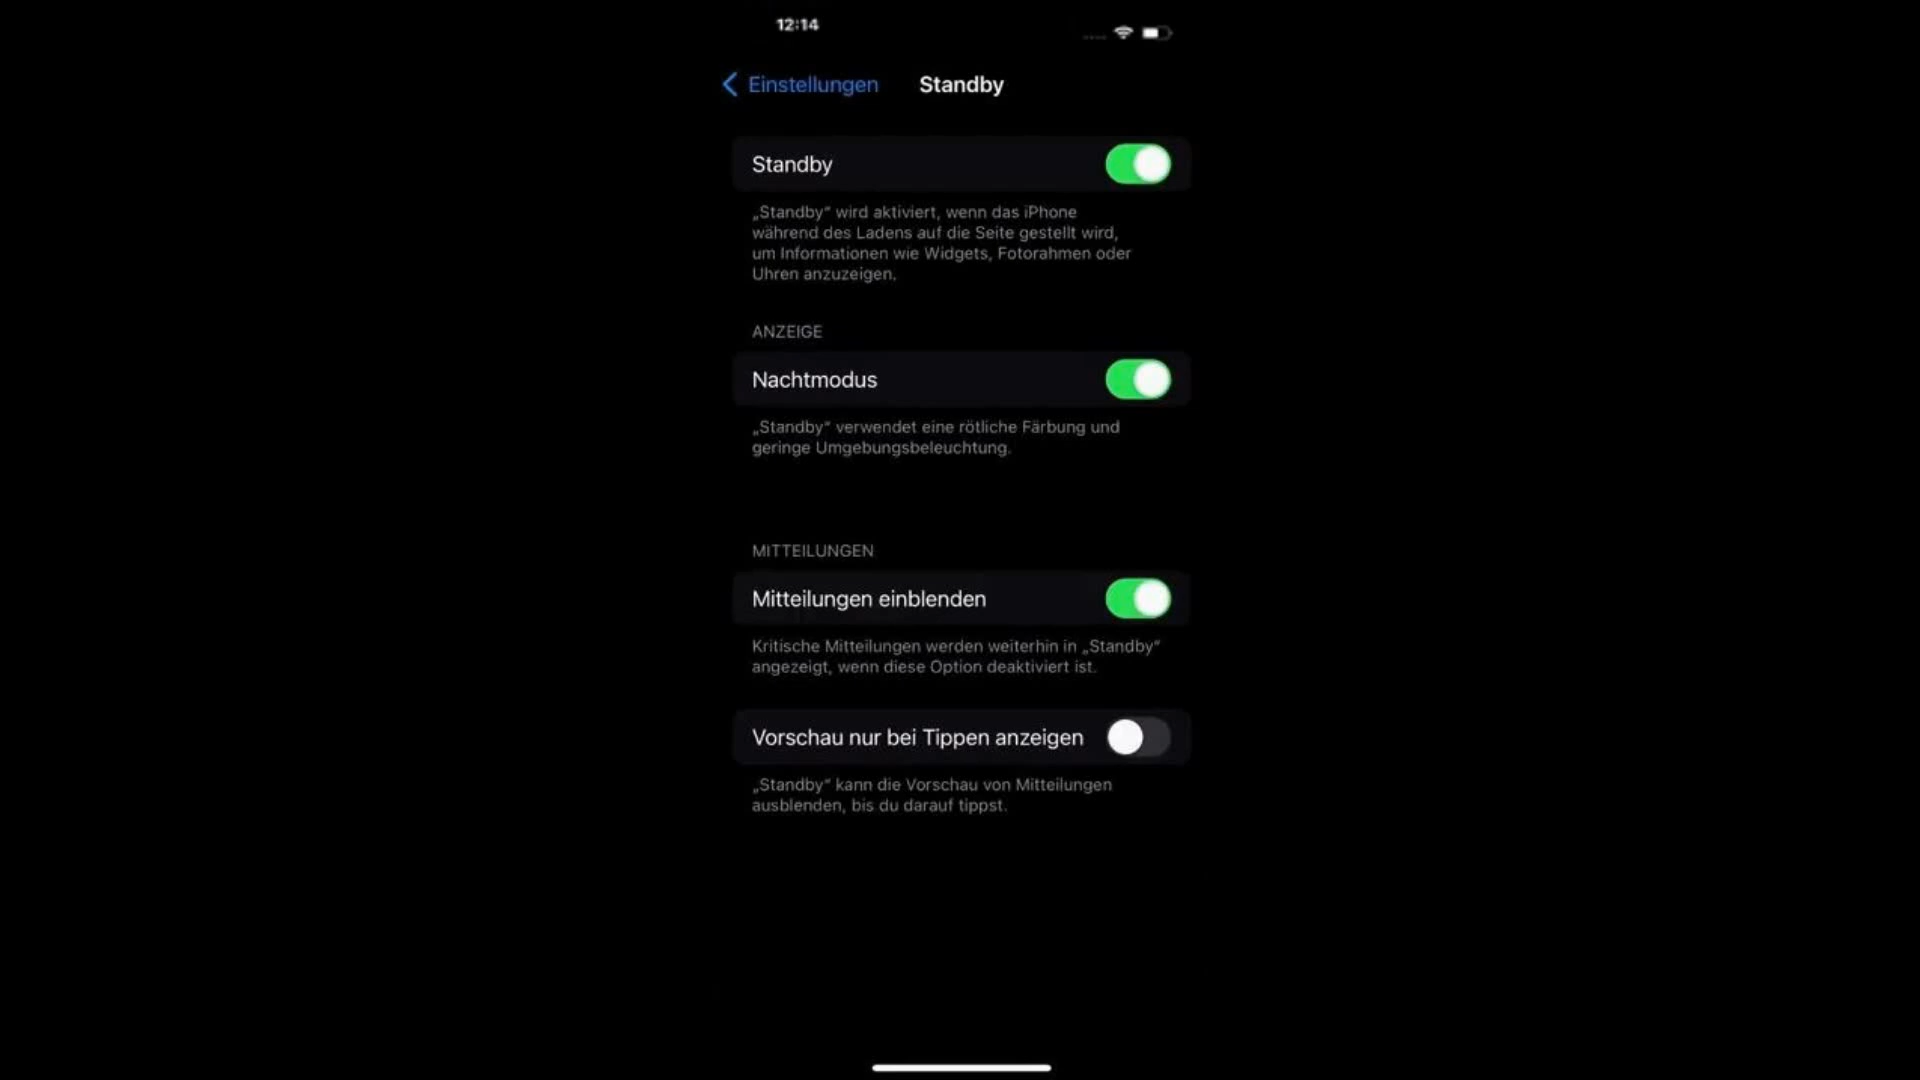 12:14
Einstellungen
Standby
Standby
„Standby“ wird aktiviert, wenn das iPhone
während des Ladens auf die Seite gestellt wird,
um Informationen wie Widgets, Fotorahmen oder
Uhren anzuzeigen.
ANZEIGE
Nachtmodus
„Standby“ verwendet eine rötliche Färbung und
geringe Umgebungsbeleuchtung.
MITTEILUNGEN
Mitteilungen einblenden
Kritische Mitteilungen werden weiterhin in „Standby“
angezeigt, wenn diese Option deaktiviert ist.
Vorschau nur bei Tippen anzeigen
„Standby“ kann die Vorschau von Mitteilungen
ausblenden, bis du darauf tippst.